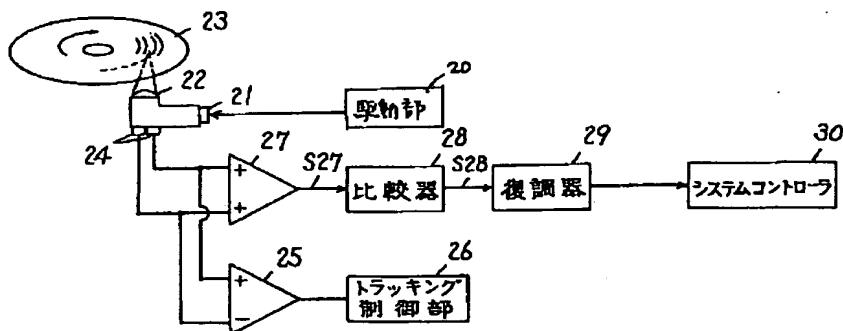 23
22
21
20
駆動部
24
27
S27
28
比較器
S28
29
復調器
30
システムコントローラ
+
+
25
+
-
26
トラッキング
制御部